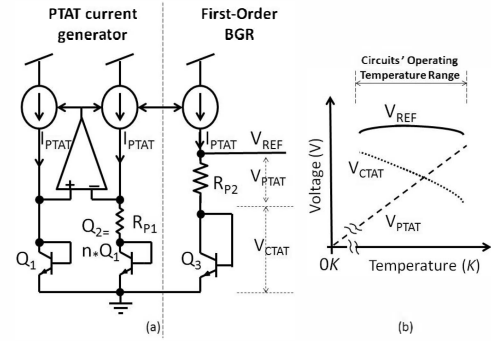 PTAT current generator
First-Order BGR
I_PTAT
I_PTAT
I_PTAT
V_REF
+
−
R_P2
V_PTAT
Q_2=
n*Q_1
R_P1
Q_1
Q_3
V_CTAT
(a)
Circuits' Operating
Temperature Range
Voltage (V)
V_REF
V_CTAT
V_PTAT
0K
Temperature (K)
(b)